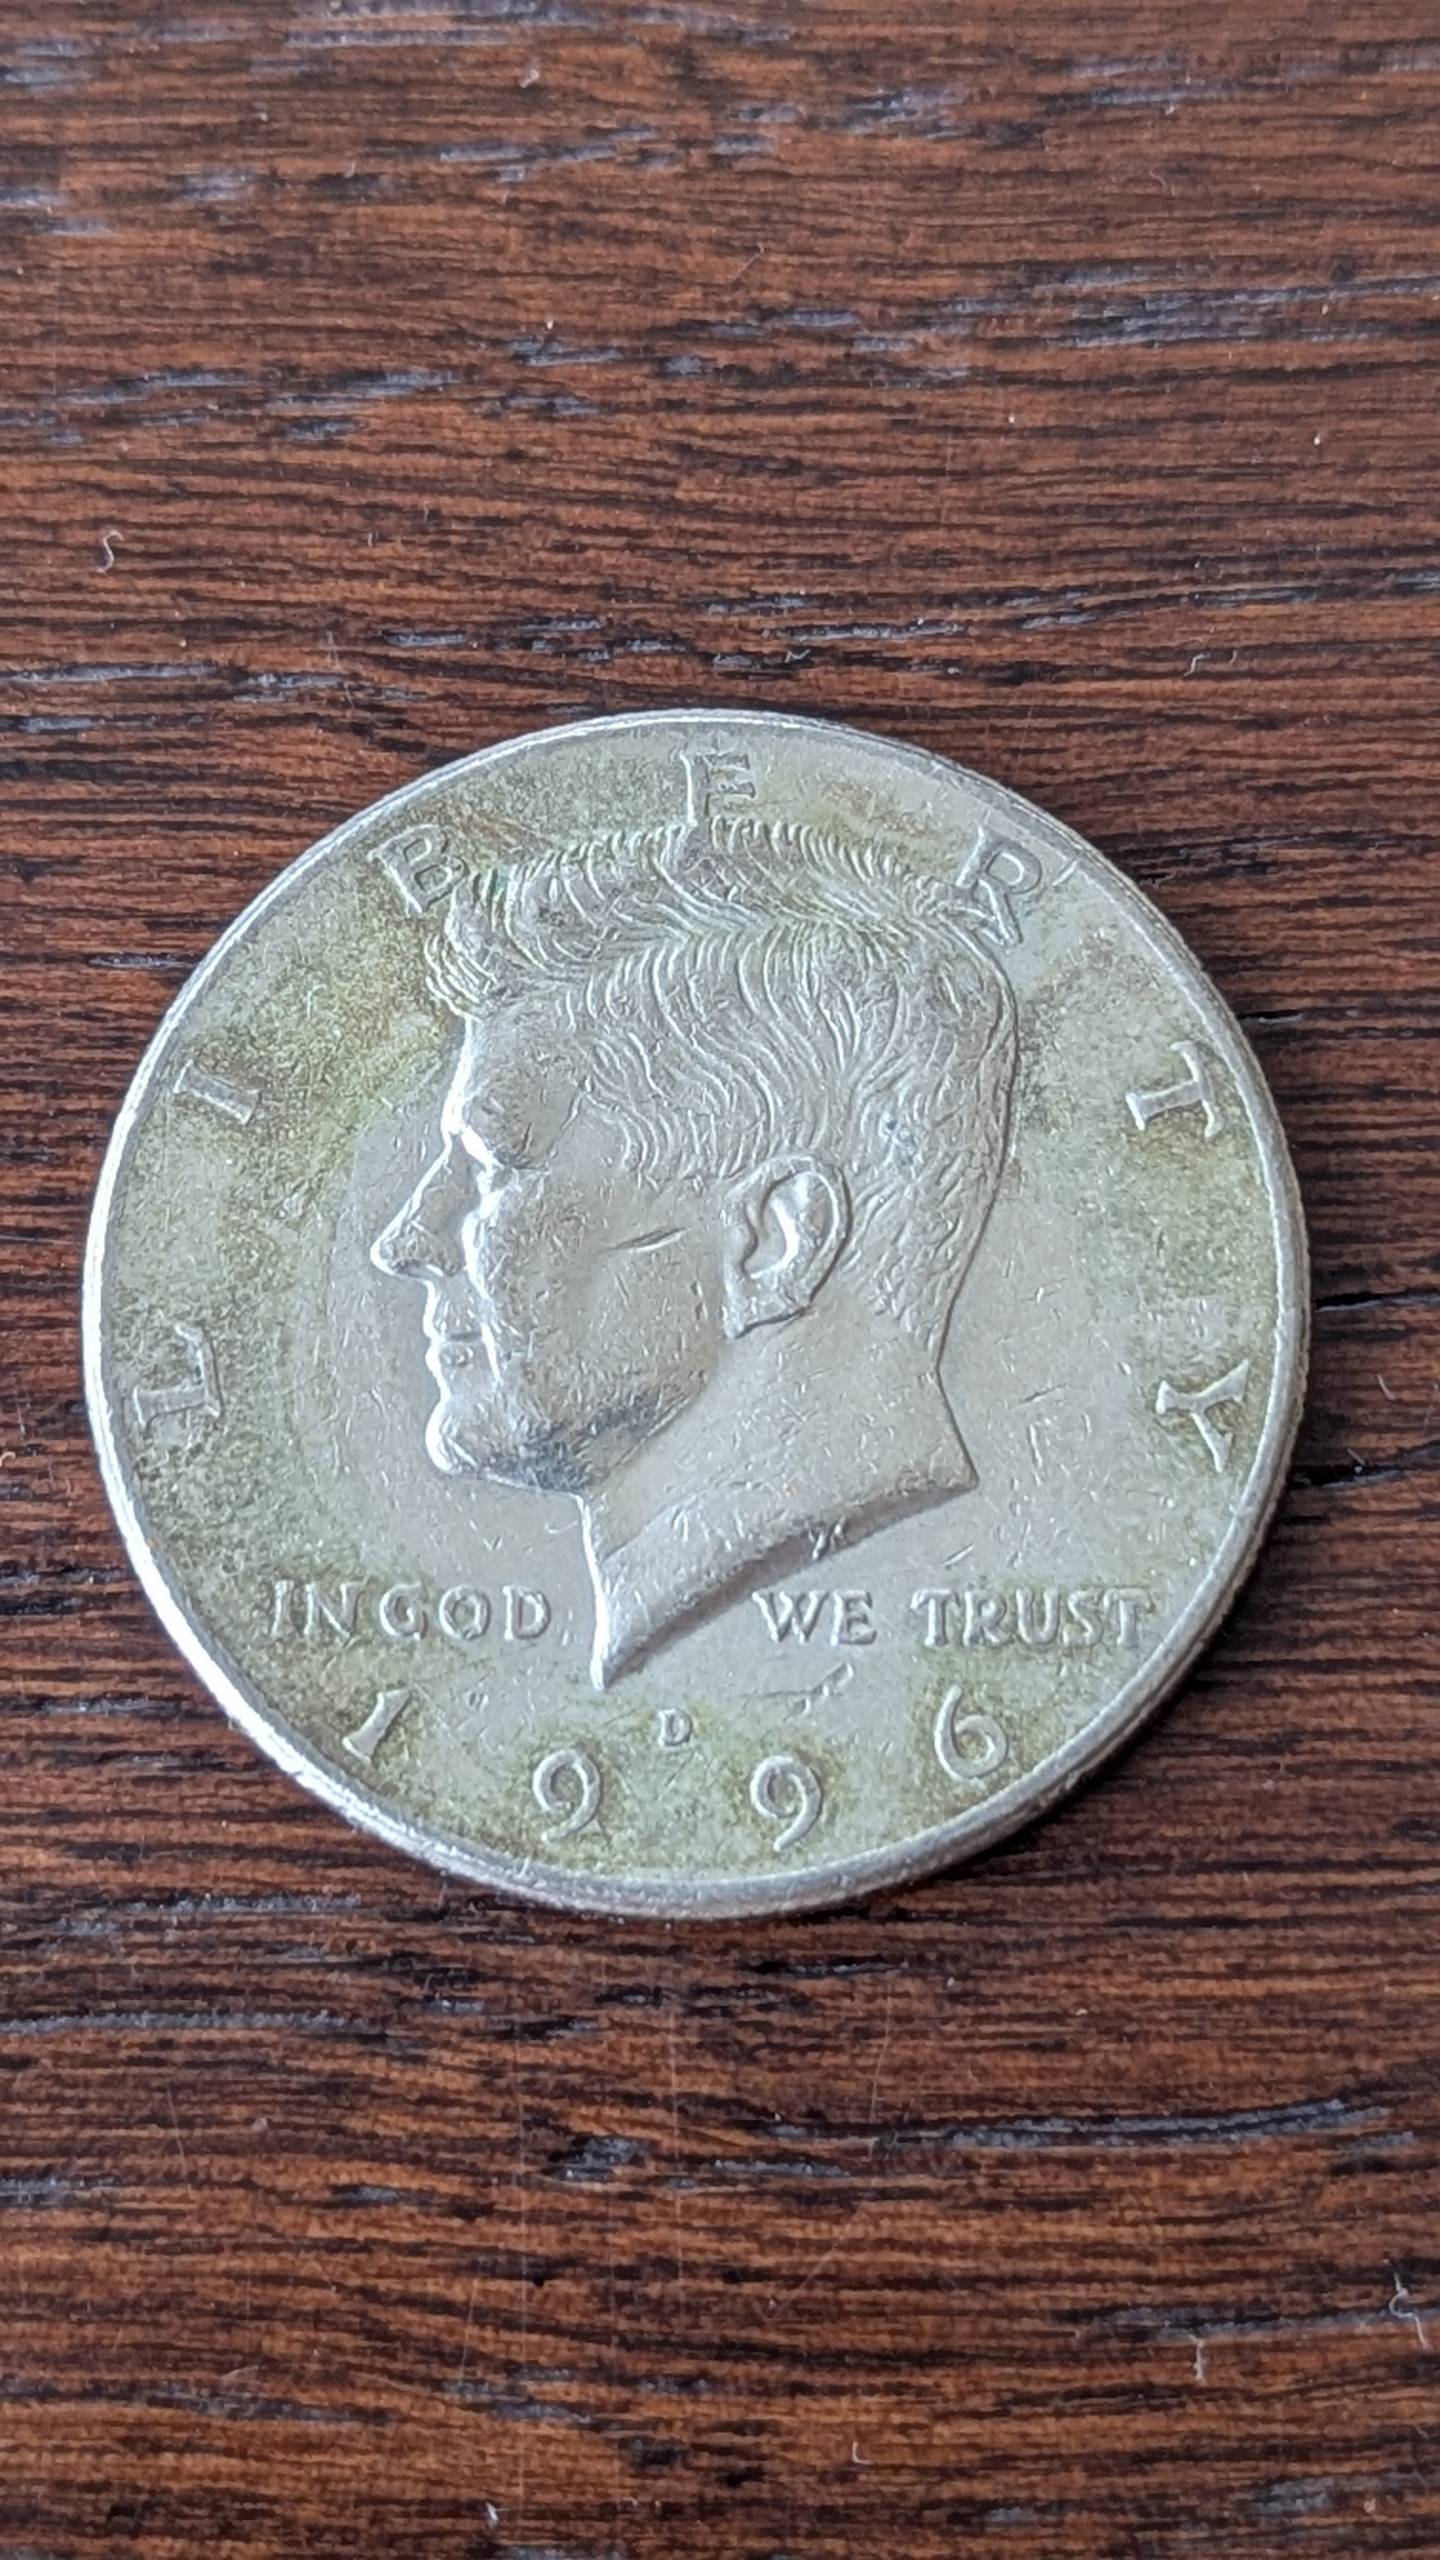 LIBERTY
IN GOD WE TRUST
D
1996